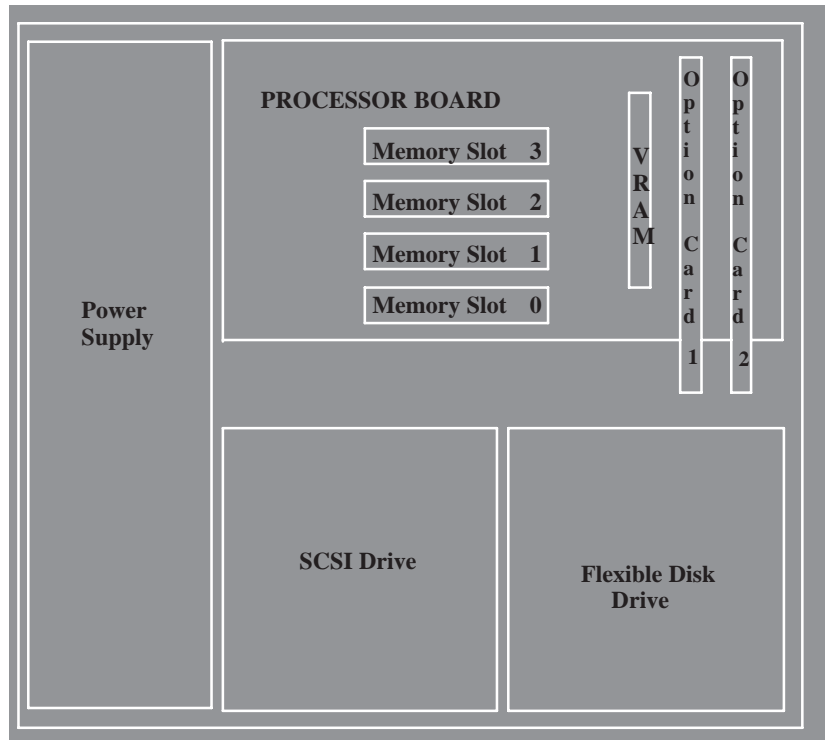 PROCESSOR BOARD
Memory Slot 3
Memory Slot 2
Memory Slot 1
Memory Slot 0
VRAM
Option Card 1
Option Card 2
Power
Supply
SCSI Drive
Flexible Disk
Drive